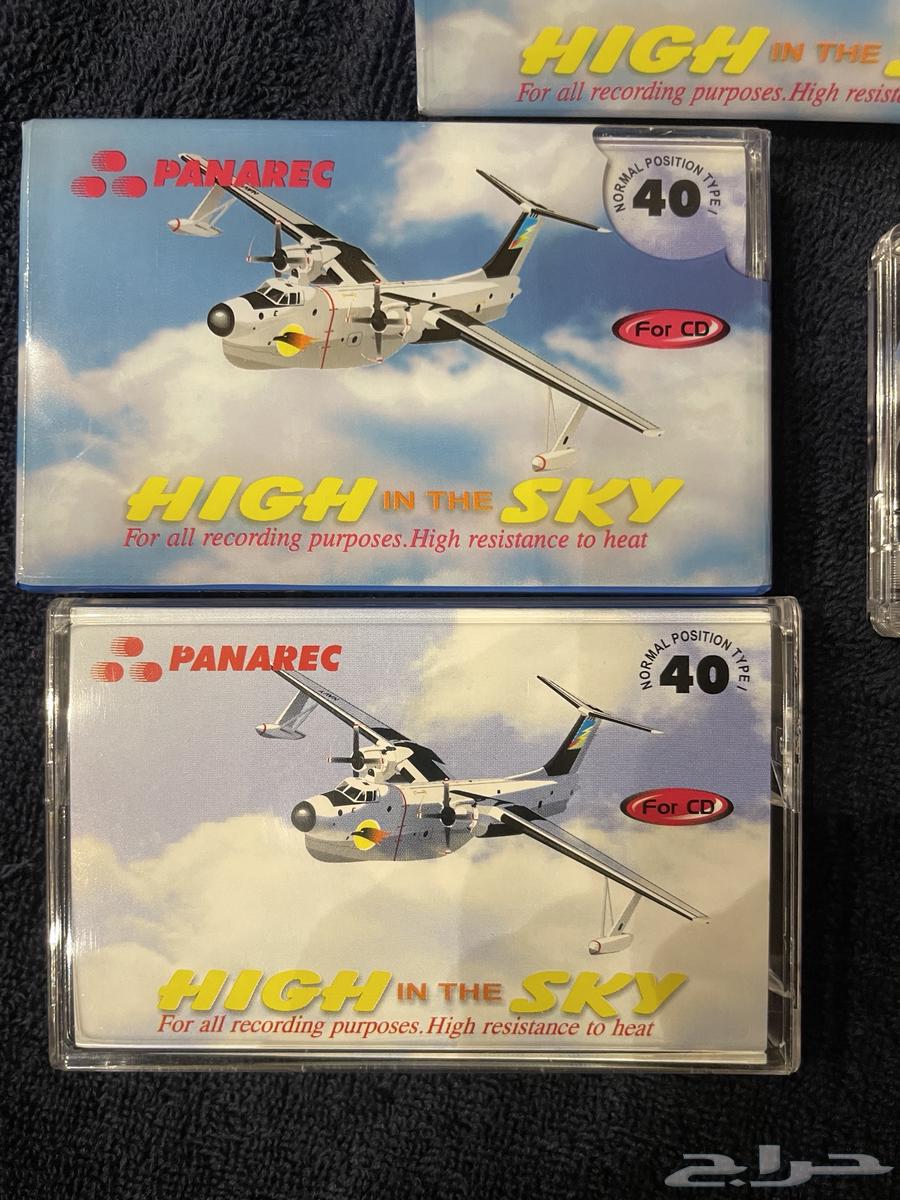 HIGH IN THE
For all recording purposes.High resist
PANAREC
NORMAL POSITION TYPE I
40
For CD
HIGH IN THE SKY
For all recording purposes.High resistance to heat
PANAREC
NORMAL POSITION TYPE I
40
For CD
HIGH IN THE SKY
For all recording purposes.High resistance to heat
حراج